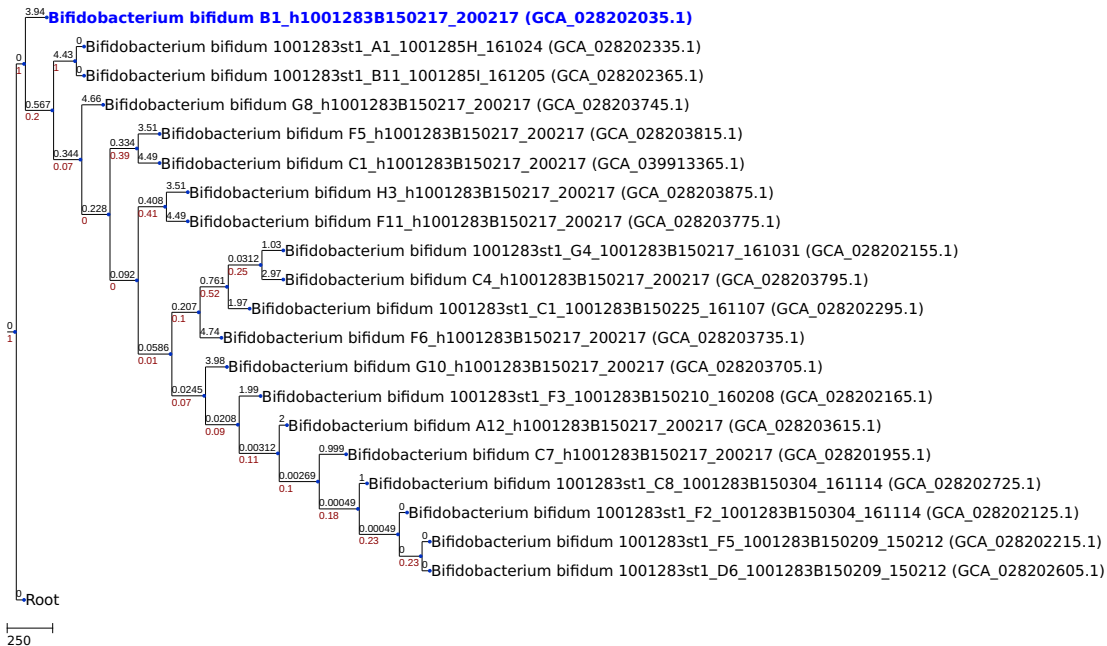 3.94 Bifidobacterium bifidum B1_h1001283B150217_200217 (GCA_028202035.1)
0 Bifidobacterium bifidum 1001283st1_A1_1001285H_161024 (GCA_028202335.1)
0 4.43
1 1 0 Bifidobacterium bifidum 1001283st1_B11_1001285I_161205 (GCA_028202365.1)
4.66 Bifidobacterium bifidum G8_h1001283B150217_200217 (GCA_028203745.1)
0.567
0.2
3.51 Bifidobacterium bifidum F5_h1001283B150217_200217 (GCA_028203815.1)
0.334
0.344 0.39
0.07 4.49 Bifidobacterium bifidum C1_h1001283B150217_200217 (GCA_039913365.1)
3.51 Bifidobacterium bifidum H3_h1001283B150217_200217 (GCA_028203875.1)
0.408
0.228 0.41
0 4.49 Bifidobacterium bifidum F11_h1001283B150217_200217 (GCA_028203775.1)
1.03 Bifidobacterium bifidum 1001283st1_G4_1001283B150217_161031 (GCA_028202155.1)
0.0312
0.25
0.092 2.97 Bifidobacterium bifidum C4_h1001283B150217_200217 (GCA_028203795.1)
0 0.761
0.52
1.97 Bifidobacterium bifidum 1001283st1_C1_1001283B150225_161107 (GCA_028202295.1)
0.207
0.1
0 4.74 Bifidobacterium bifidum F6_h1001283B150217_200217 (GCA_028203735.1)
1
0.0586
0.01
3.98 Bifidobacterium bifidum G10_h1001283B150217_200217 (GCA_028203705.1)
0.0245 1.99 Bifidobacterium bifidum 1001283st1_F3_1001283B150210_160208 (GCA_028202165.1)
0.07
0.0208 2 Bifidobacterium bifidum A12_h1001283B150217_200217 (GCA_028203615.1)
0.09
0.00312 0.999 Bifidobacterium bifidum C7_h1001283B150217_200217 (GCA_028201955.1)
0.11
0.00269 1 Bifidobacterium bifidum 1001283st1_C8_1001283B150304_161114 (GCA_028202725.1)
0.1
0.00049 0 Bifidobacterium bifidum 1001283st1_F2_1001283B150304_161114 (GCA_028202125.1)
0.18
0.00049 0 Bifidobacterium bifidum 1001283st1_F5_1001283B150209_150212 (GCA_028202215.1)
0.23
0
0.23 0 Bifidobacterium bifidum 1001283st1_D6_1001283B150209_150212 (GCA_028202605.1)
0 Root
250